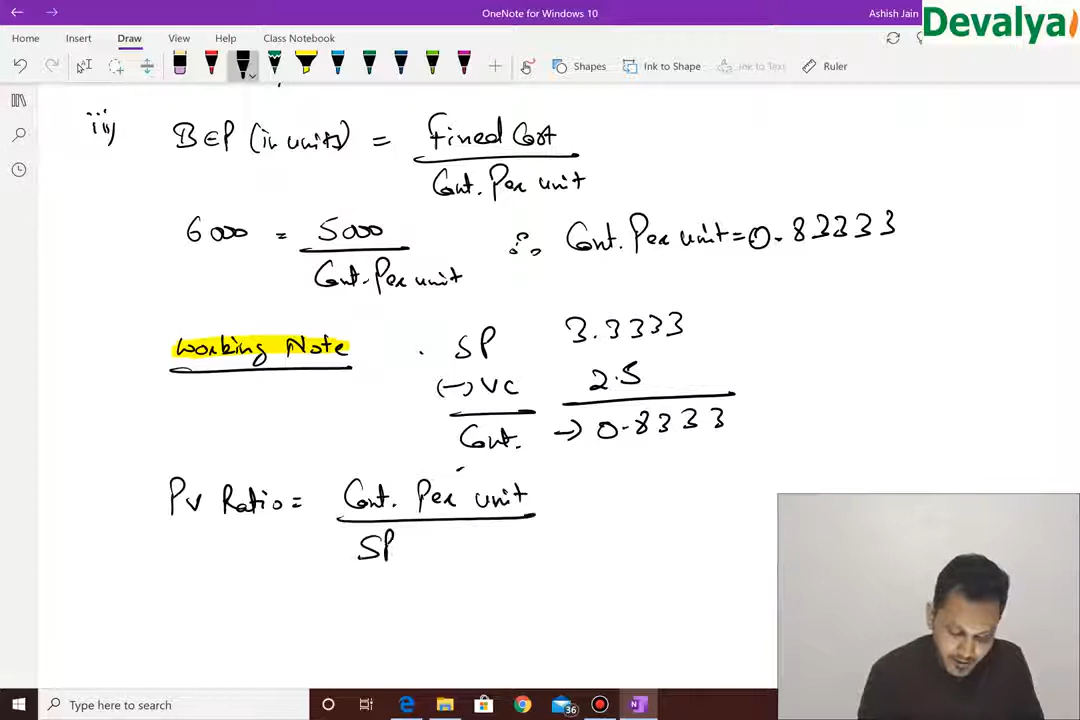 OneNote for Windows 10
Ashish Jain
Devalya
Home Insert Draw View Help Class Notebook
Shapes Ink to Shape Ink to Text Ruler
iii) BEP (in units) = Fixed Cost
Cont. Per unit
6000 = 5000
Cont. Per unit
∴ Cont. Per unit = 0.83333
Working Note
SP 3.3333
(-) VC 2.5
Cont. → 0.8333
PV Ratio = Cont. Per unit
SP
Type here to search
36